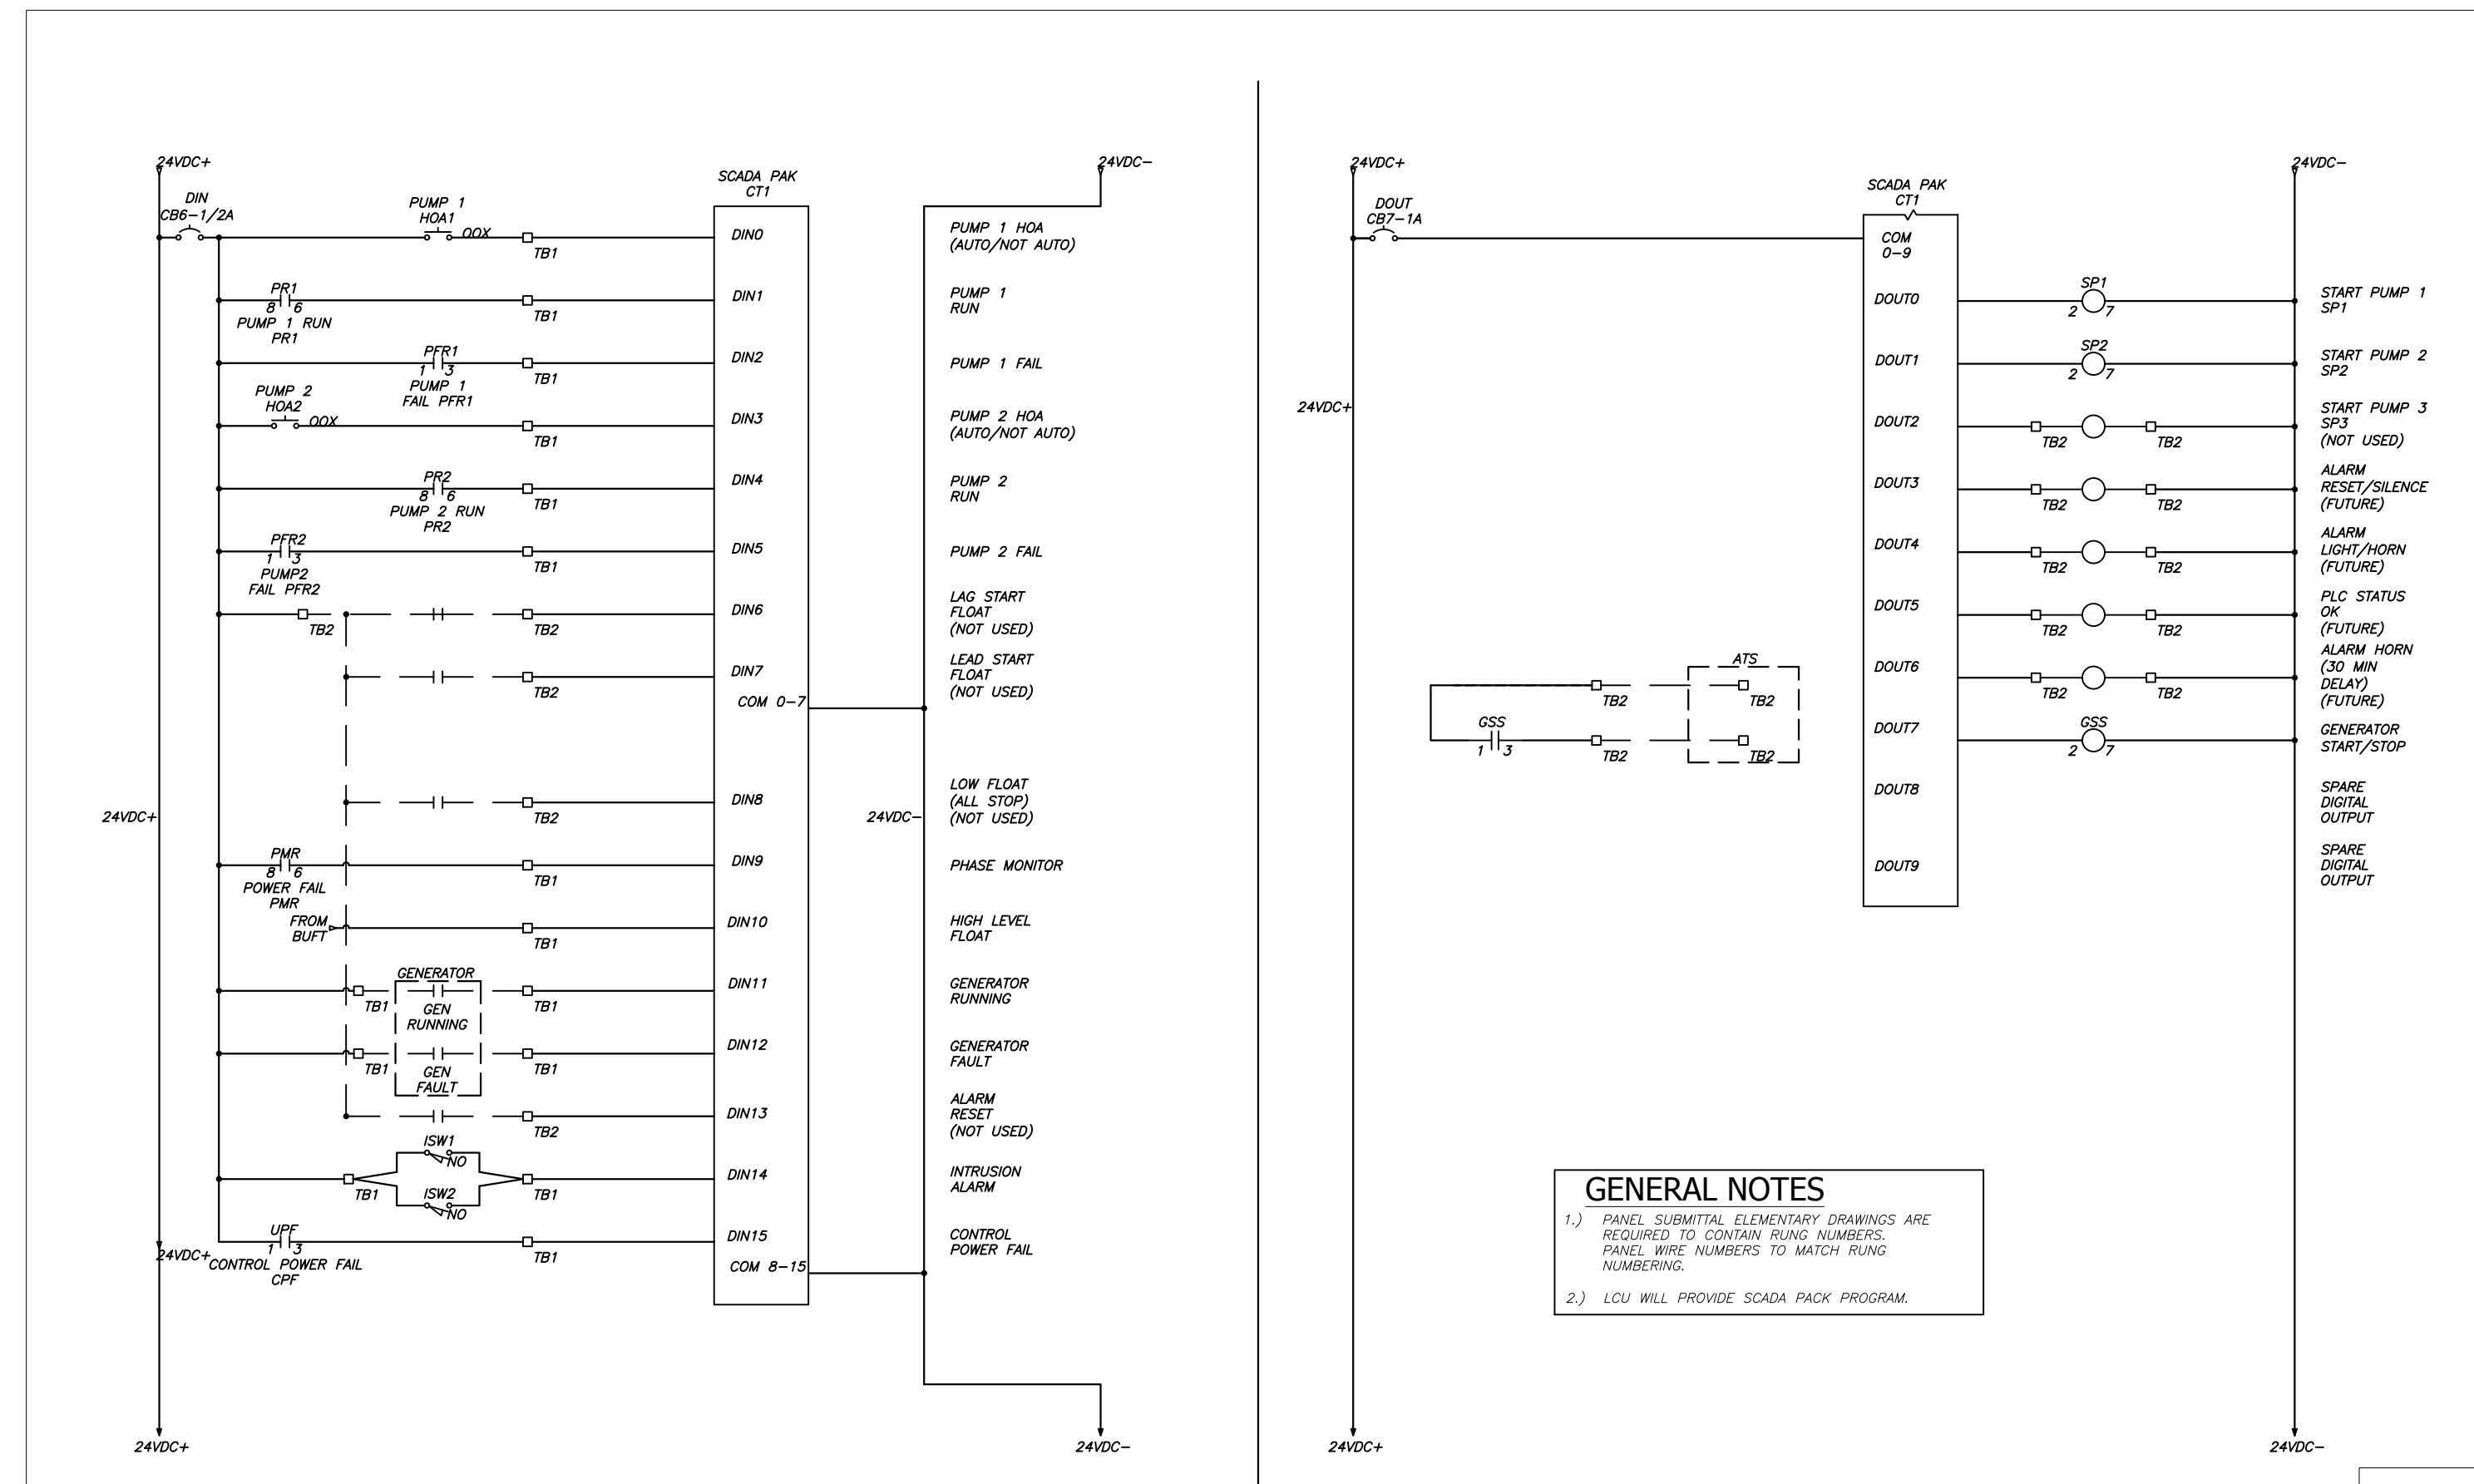 24VDC+
24VDC-
DIN
CB6-1/2A
PUMP 1
HOA1
OOX
TB1
SCADA PAK
CT1
DIN0
PUMP 1 HOA
(AUTO/NOT AUTO)
PR1
8 6
PUMP 1 RUN
PR1
TB1
DIN1
PUMP 1
RUN
PFR1
1 3
PUMP 1
FAIL PFR1
TB1
DIN2
PUMP 1 FAIL
PUMP 2
HOA2
OOX
TB1
DIN3
PUMP 2 HOA
(AUTO/NOT AUTO)
PR2
8 6
PUMP 2 RUN
PR2
TB1
DIN4
PUMP 2
RUN
PFR2
1 3
PUMP2
FAIL PFR2
TB1
DIN5
PUMP 2 FAIL
TB2
TB2
DIN6
LAG START
FLOAT
(NOT USED)
TB2
DIN7
LEAD START
FLOAT
(NOT USED)
COM 0-7
24VDC+
TB2
DIN8
24VDC-
LOW FLOAT
(ALL STOP)
(NOT USED)
PMR
8 6
POWER FAIL
PMR
TB1
DIN9
PHASE MONITOR
FROM
BUFT
TB1
DIN10
HIGH LEVEL
FLOAT
GENERATOR
TB1
GEN
RUNNING
TB1
DIN11
GENERATOR
RUNNING
TB1
GEN
FAULT
TB1
DIN12
GENERATOR
FAULT
TB2
DIN13
ALARM
RESET
(NOT USED)
ISW1
NO
TB1
ISW2
NO
TB1
DIN14
INTRUSION
ALARM
UPF
1 3
24VDC+
CONTROL POWER FAIL
CPF
TB1
DIN15
CONTROL
POWER FAIL
COM 8-15
24VDC+
24VDC-
24VDC+
24VDC-
DOUT
CB7-1A
SCADA PAK
CT1
COM
0-9
SP1
2 7
DOUT0
START PUMP 1
SP1
SP2
2 7
DOUT1
START PUMP 2
SP2
24VDC+
DOUT2
TB2
TB2
START PUMP 3
SP3
(NOT USED)
DOUT3
TB2
TB2
ALARM
RESET/SILENCE
(FUTURE)
DOUT4
TB2
TB2
ALARM
LIGHT/HORN
(FUTURE)
DOUT5
TB2
TB2
PLC STATUS
OK
(FUTURE)
ATS
TB2
TB2
DOUT6
TB2
TB2
ALARM HORN
(30 MIN
DELAY)
(FUTURE)
GSS
1 3
TB2
TB2
DOUT7
GSS
2 7
GENERATOR
START/STOP
DOUT8
SPARE
DIGITAL
OUTPUT
DOUT9
SPARE
DIGITAL
OUTPUT
GENERAL NOTES
1.) PANEL SUBMITTAL ELEMENTARY DRAWINGS ARE
REQUIRED TO CONTAIN RUNG NUMBERS.
PANEL WIRE NUMBERS TO MATCH RUNG
NUMBERING.
2.) LCU WILL PROVIDE SCADA PACK PROGRAM.
24VDC+
24VDC-